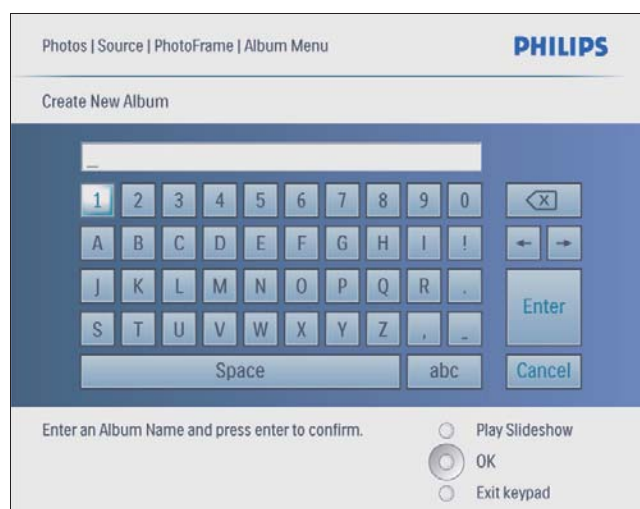 Photos | Source | PhotoFrame | Album Menu
PHILIPS
Create New Album
_
1 2 3 4 5 6 7 8 9 0
A B C D E F G H I !
J K L M N O P Q R .
Enter
S T U V W X Y Z , _
Space abc Cancel
Enter an Album Name and press enter to confirm.
Play Slideshow
OK
Exit keypad